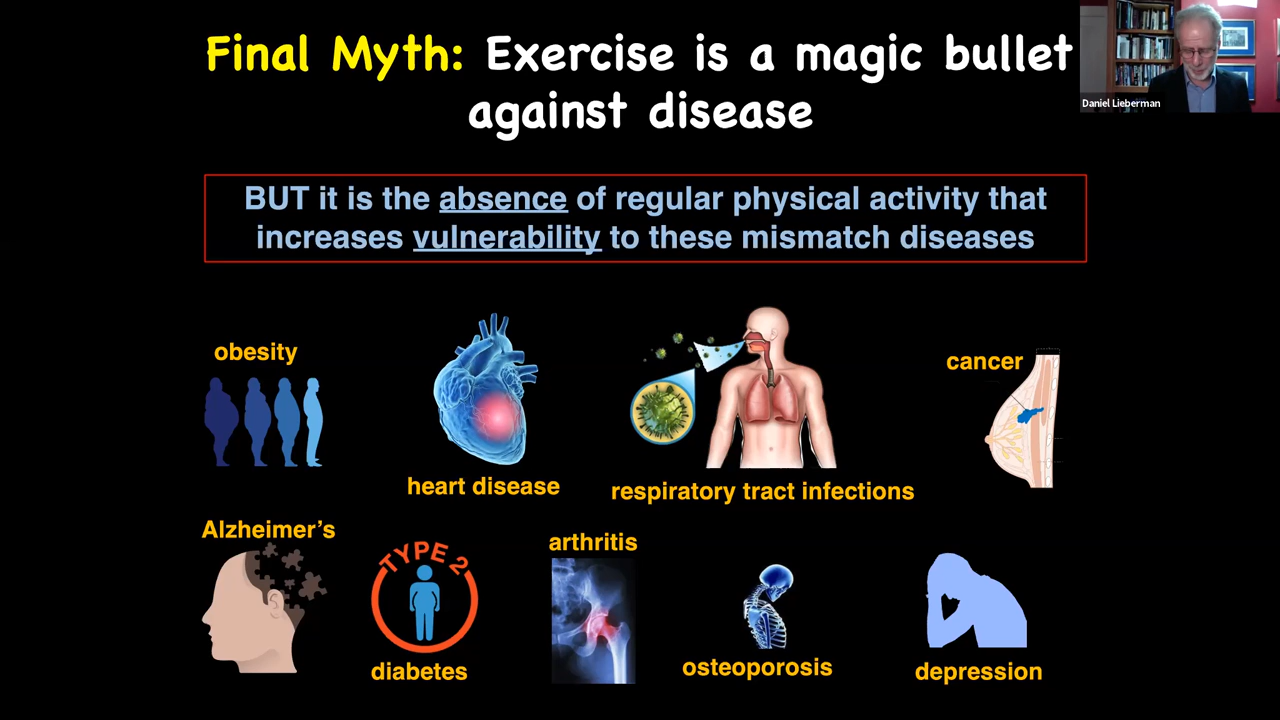 Final Myth: Exercise is a magic bullet
against disease
Daniel Lieberman
BUT it is the absence of regular physical activity that
increases vulnerability to these mismatch diseases
obesity
heart disease
respiratory tract infections
cancer
Alzheimer's
TYPE 2
diabetes
arthritis
osteoporosis
depression